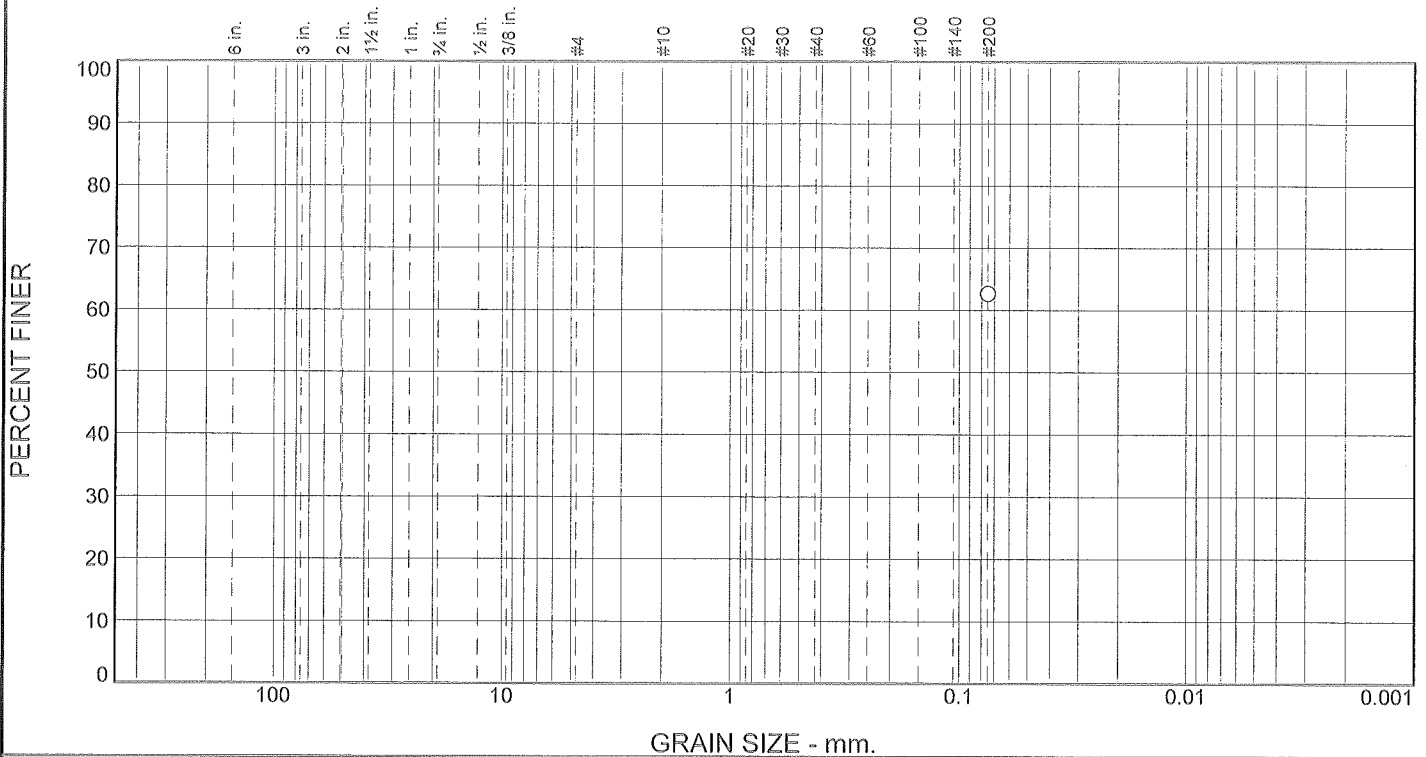 6 in. 3 in. 2 in. 1½ in. 1 in. ¾ in. ½ in. 3/8 in. #4 #10 #20 #30 #40 #60 #100 #140 #200
100
90
80
70
60
50
40
30
20
10
0
PERCENT FINER
100 10 1 0.1 0.01 0.001
GRAIN SIZE - mm.